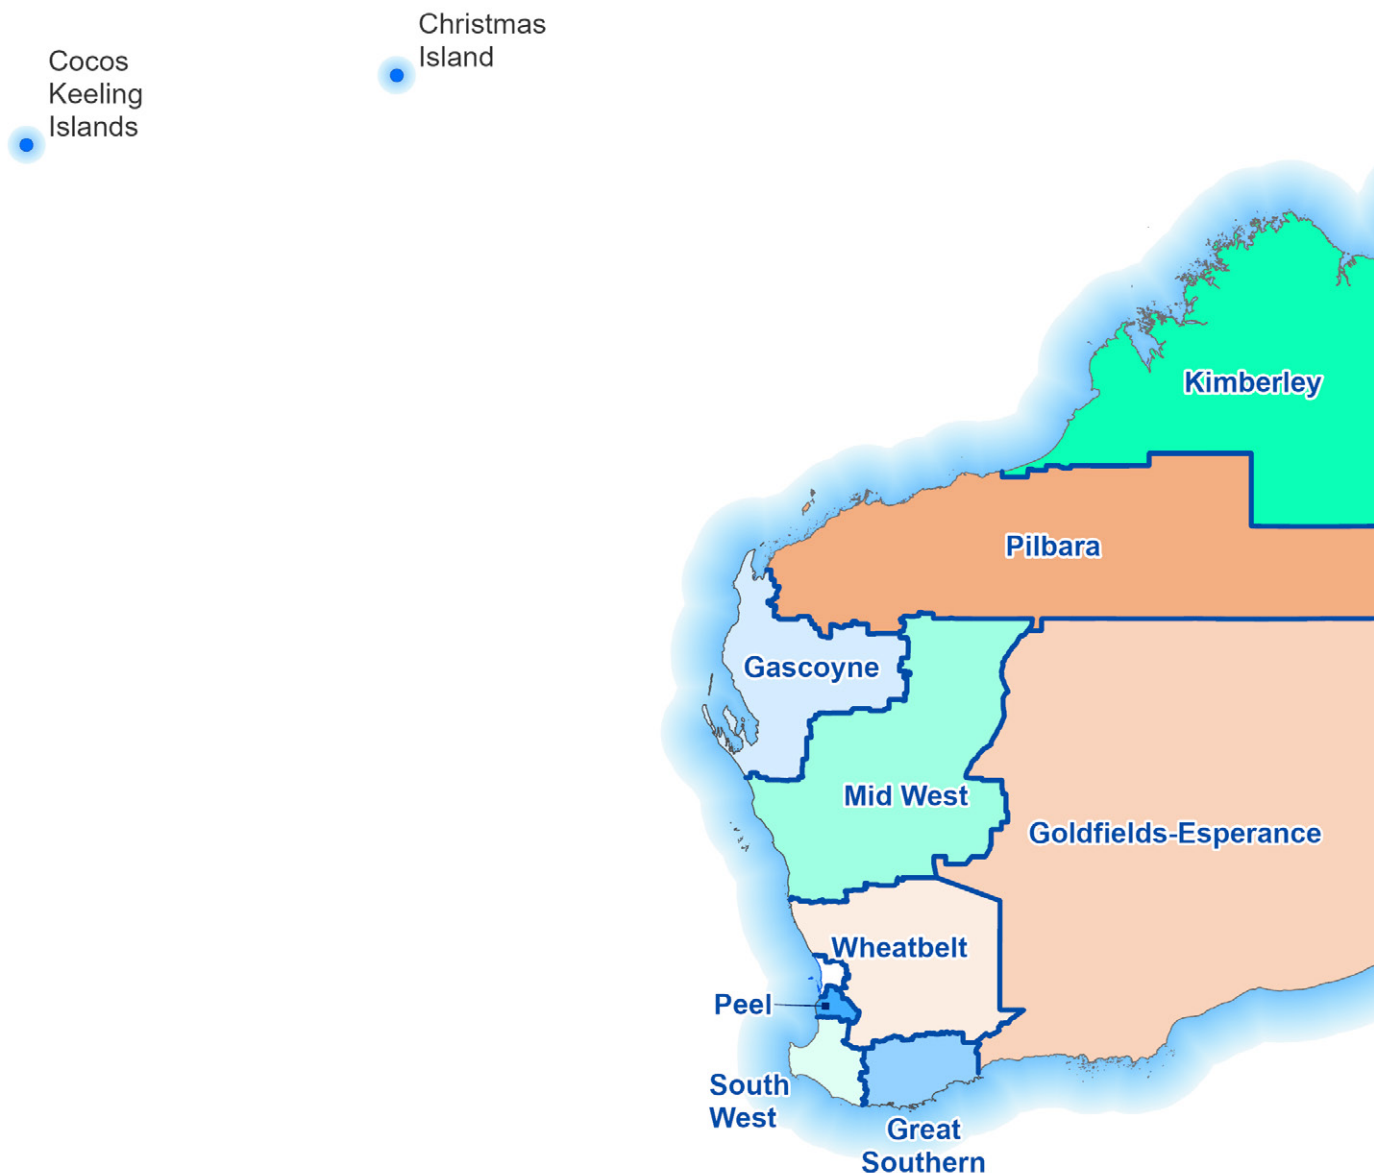 Christmas
Island
Cocos
Keeling
Islands
Kimberley
Pilbara
Gascoyne
Mid West
Goldfields-Esperance
Wheatbelt
Peel
South
West
Great
Southern